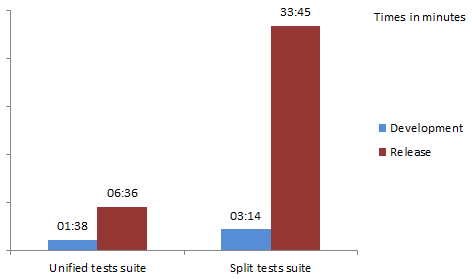 33:45
Times in minutes
Development
Release
06:36
01:38
03:14
Unified tests suite
Split tests suite